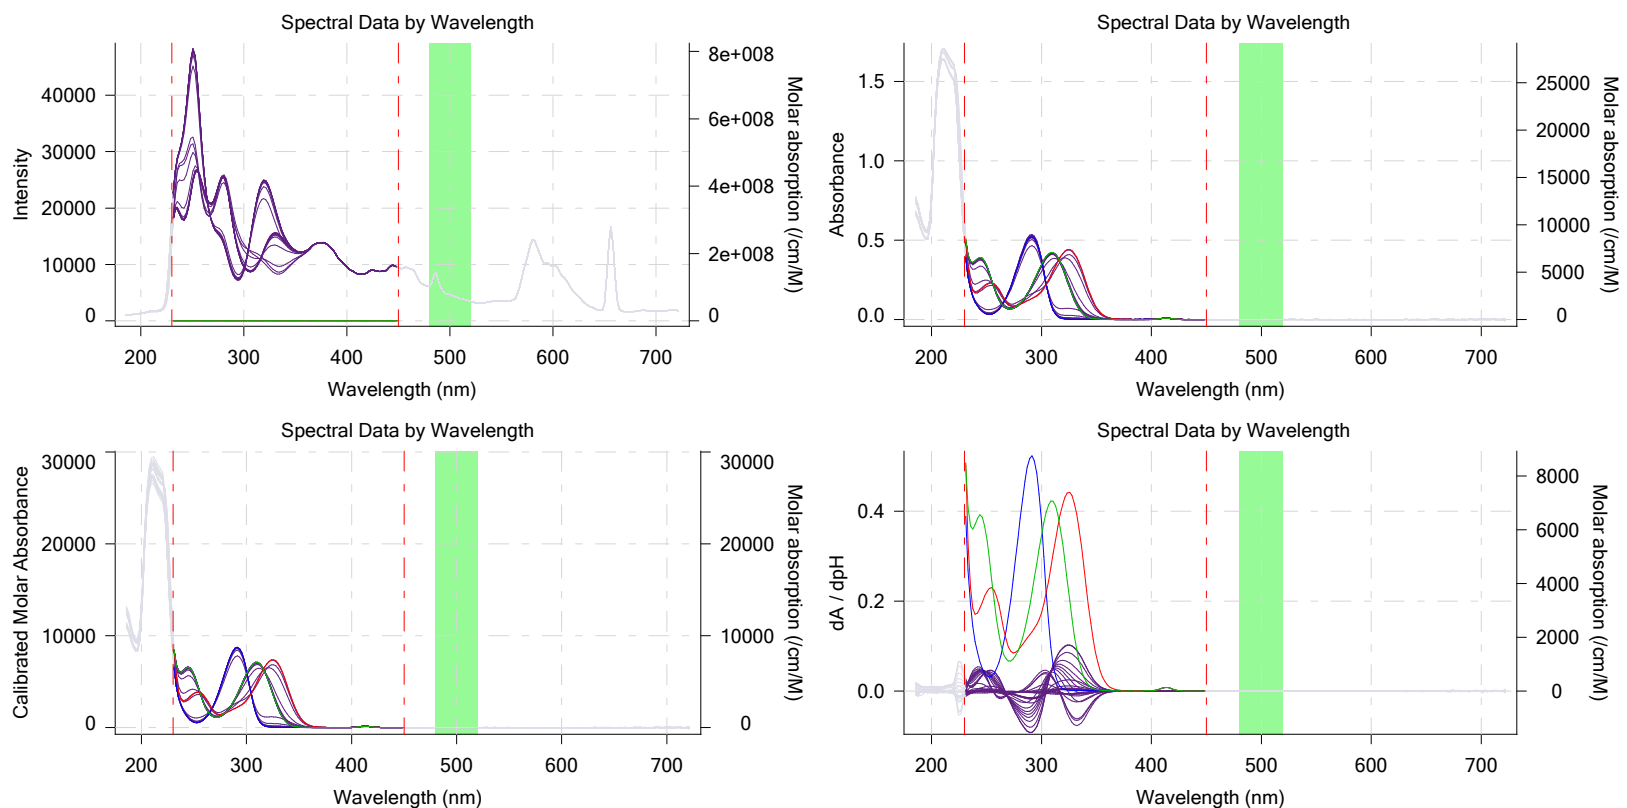 Spectral Data by Wavelength
Intensity
40000
30000
20000
10000
0
8e+008
6e+008
4e+008
2e+008
0
Molar absorption (/cm/M)
200 300 400 500 600 700
Wavelength (nm)
Spectral Data by Wavelength
Absorbance
1.5
1.0
0.5
0.0
25000
20000
15000
10000
5000
0
Molar absorption (/cm/M)
200 300 400 500 600 700
Wavelength (nm)
Spectral Data by Wavelength
Calibrated Molar Absorbance
30000
20000
10000
0
30000
20000
10000
0
Molar absorption (/cm/M)
200 300 400 500 600 700
Wavelength (nm)
Spectral Data by Wavelength
dA / dpH
0.4
0.2
0.0
8000
6000
4000
2000
0
Molar absorption (/cm/M)
200 300 400 500 600 700
Wavelength (nm)